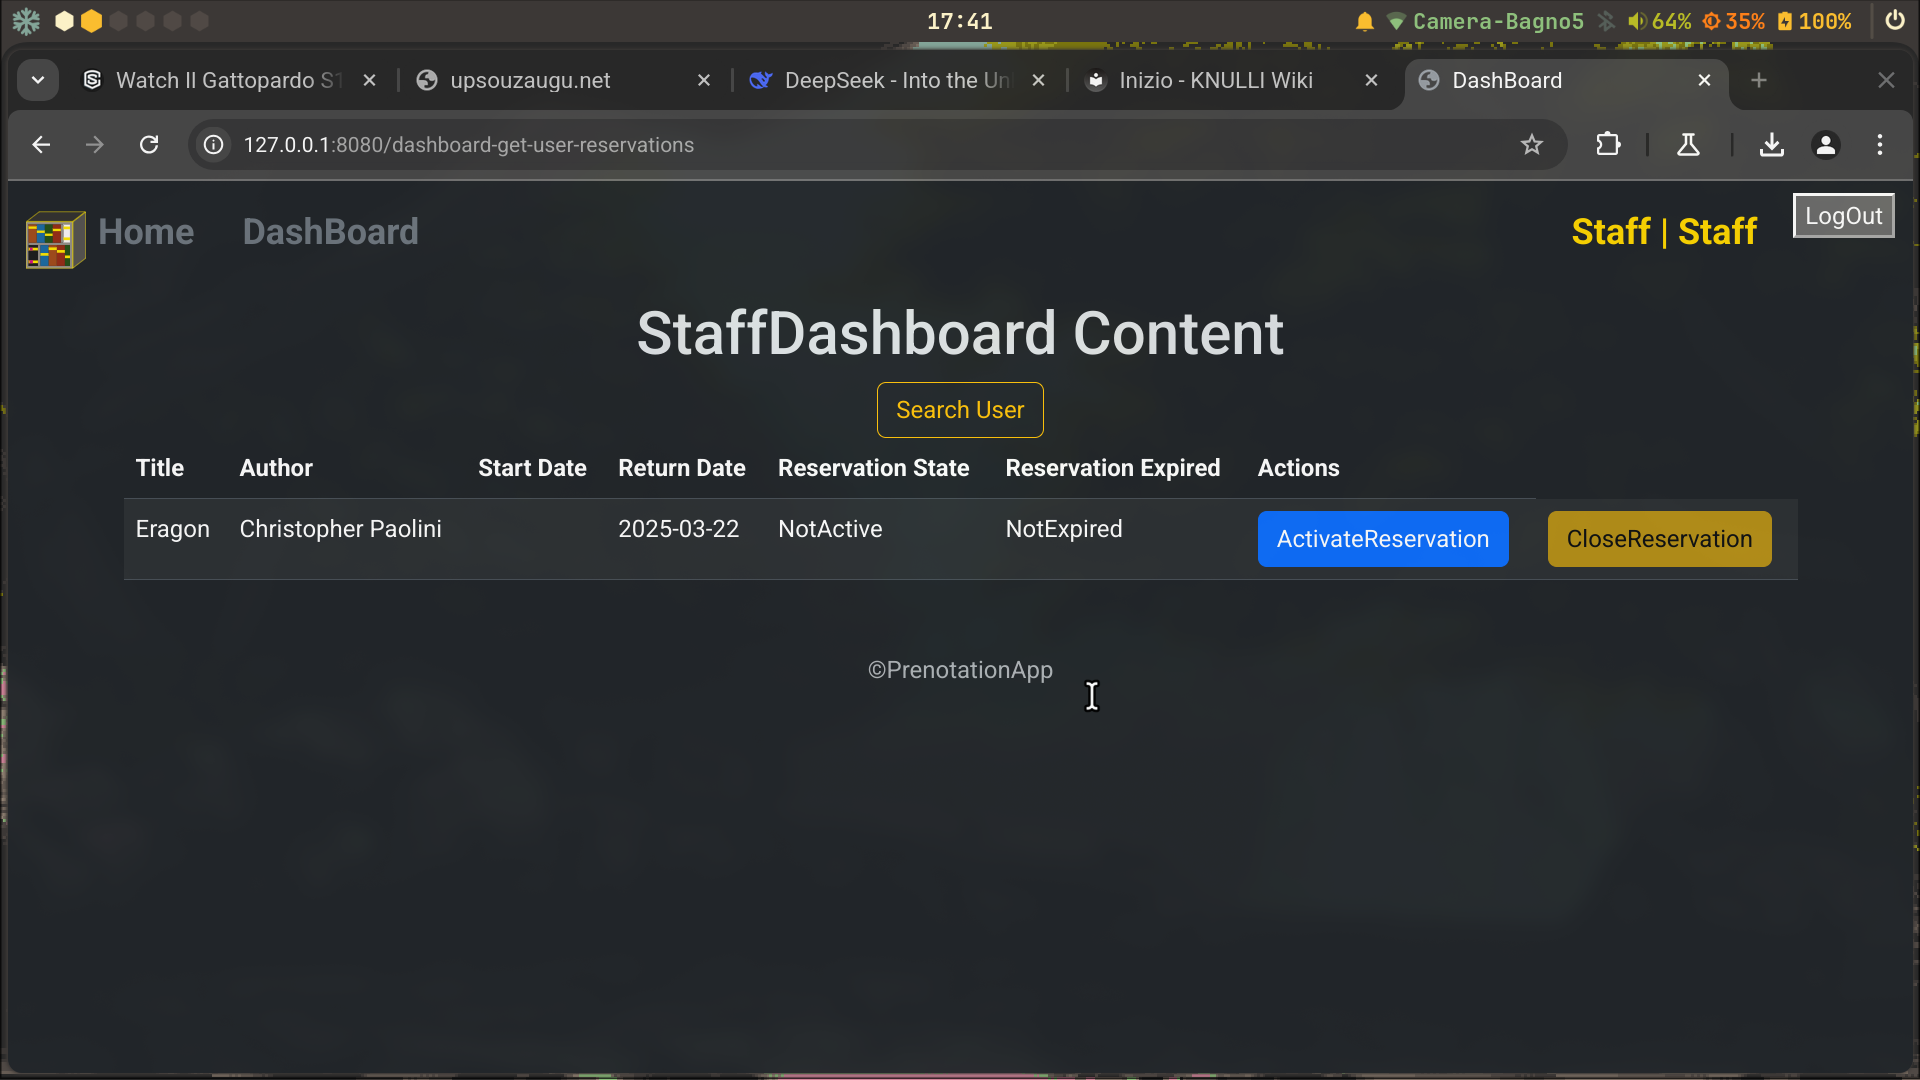 17:41
Camera-Bagno5 64% 35% 100%
Watch Il Gattopardo S1
upsouzaugu.net
DeepSeek - Into the Un
Inizio - KNULLI Wiki
DashBoard
127.0.0.1:8080/dashboard-get-user-reservations
Home DashBoard
Staff | Staff
LogOut
StaffDashboard Content
Search User
Title Author Start Date Return Date Reservation State Reservation Expired Actions
Eragon Christopher Paolini 2025-03-22 NotActive NotExpired ActivateReservation CloseReservation
©PrenotationApp